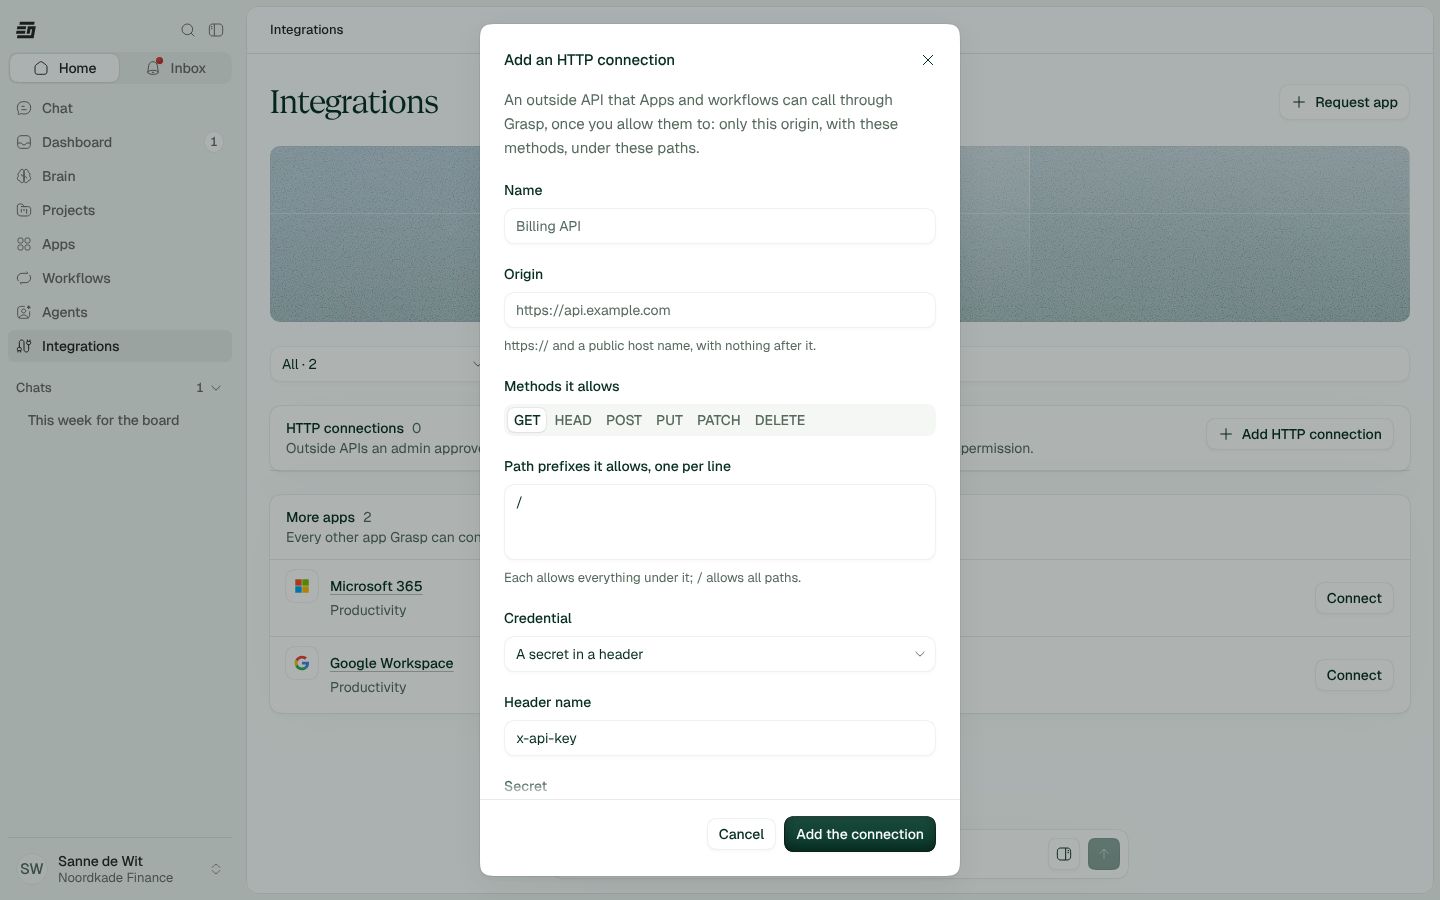 Home
Inbox
Chat
Dashboard
1
Brain
Projects
Apps
Workflows
Agents
Integrations
Chats
1
This week for the board
SW
Sanne de Wit
Noordkade Finance
Integrations
Integrations
Request app
All · 2
HTTP connections 0
Outside APIs an admin approve
permission.
Add HTTP connection
More apps 2
Every other app Grasp can con
Microsoft 365
Productivity
Connect
Google Workspace
Productivity
Connect
Add an HTTP connection
An outside API that Apps and workflows can call through
Grasp, once you allow them to: only this origin, with these
methods, under these paths.
Name
Billing API
Origin
https://api.example.com
https:// and a public host name, with nothing after it.
Methods it allows
GET HEAD POST PUT PATCH DELETE
Path prefixes it allows, one per line
/
Each allows everything under it; / allows all paths.
Credential
A secret in a header
Header name
x-api-key
Secret
Cancel
Add the connection